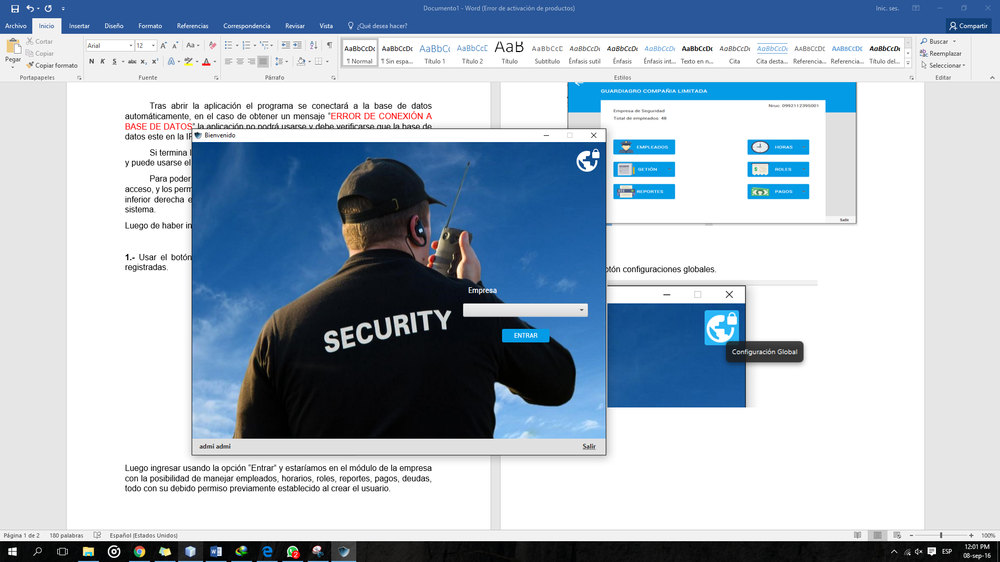 Documento1 - Word (Error de activación de productos)
Inic. ses.
Archivo Inicio Insertar Diseño Formato Referencias Correspondencia Revisar Vista ¿Qué desea hacer? Compartir
Pegar
Cortar
Copiar
Copiar formato
Portapapeles
Arial 12
N K S abc x₂ x²
Fuente
Párrafo
AaBbCcDc AaBbCcDc AaBbCc AaBbCcD AaB AaBbCcD AaBbCcDc AaBbCcDc AaBbCcDc AaBbCcDc AaBbCcDc AaBbCcDc AABBCCDD AABBCCDD AaBbCcDc
¶ Normal ¶ Sin espa... Título 1 Título 2 Título Subtítulo Énfasis sutil Énfasis Énfasis int... Texto en n... Cita Cita desta... Referencia... Referencia... Título del...
Estilos
Buscar
Reemplazar
Seleccionar
Editar
Tras abrir la aplicación el programa se conectará a la base de datos
automáticamente, en el caso de obtener un mensaje “ERROR DE CONEXIÓN A
BASE DE DATOS” la aplicación no podrá usarse y debe verificarse que la base de
datos este en la IP
Si termina
y puede usarse el
Para poder
acceso, y los perm
inferior derecha e
sistema.
Luego de haber in
1.- Usar el botón
registradas.
Luego ingresar usando la opción “Entrar” y estaríamos en el módulo de la empresa
con la posibilidad de manejar empleados, horarios, roles, reportes, pagos, deudas,
todo con su debido permiso previamente establecido al crear el usuario.
Bienvenido
SECURITY
Empresa
ENTRAR
admi admi
Salir
GUARDIAGRO COMPAÑIA LIMITADA
Nruc: 0992112395001
Empresa de Seguridad
Total de empleados: 48
EMPLEADOS HORAS
GETIÓN ROLES
REPORTES PAGOS
Salir
otón configuraciones globales.
Configuración Global
Página 1 de 2 180 palabras Español (Estados Unidos)
100%
2
ESP
12:01 PM
08-sep-16